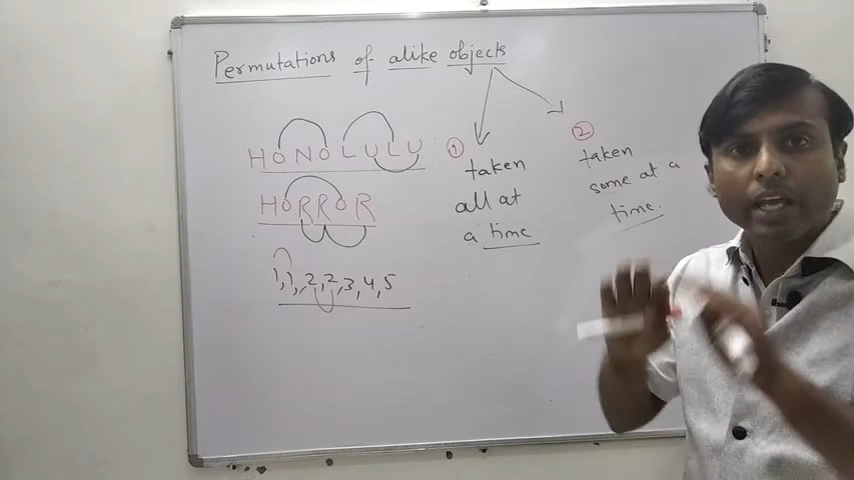 Permutations of alike objects
HONOLULU
HORROR
1,1,2,2,3,4,5
1
taken
all at
a time
2
taken
some at a
time.